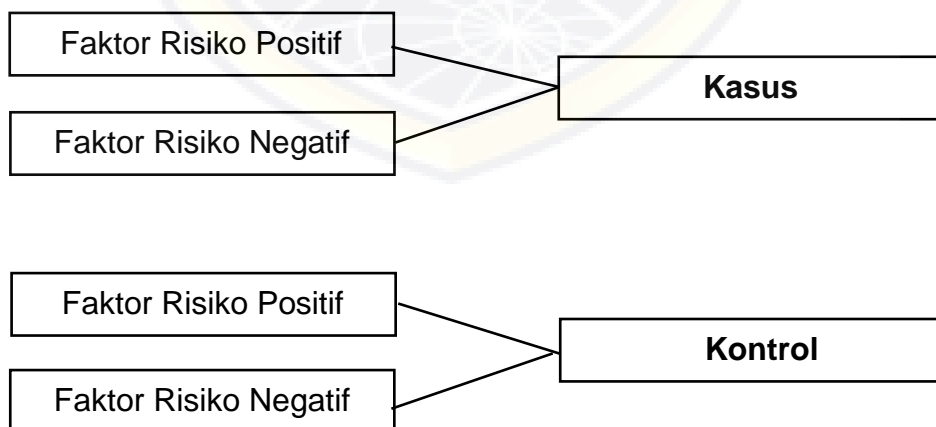 Faktor Risiko Positif
Kasus
Faktor Risiko Negatif
Faktor Risiko Positif
Kontrol
Faktor Risiko Negatif